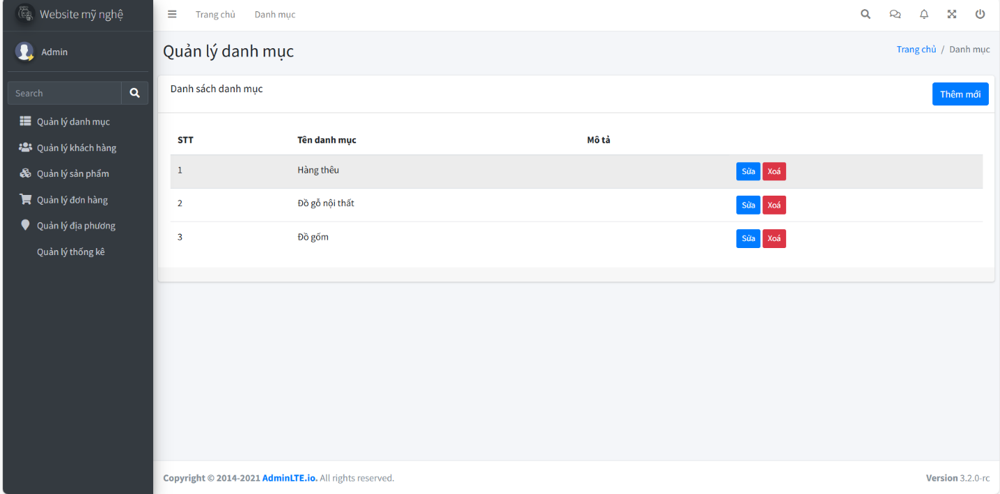 Website mỹ nghệ
Trang chủ Danh mục
Admin
Search
Quản lý danh mục
Quản lý khách hàng
Quản lý sản phẩm
Quản lý đơn hàng
Quản lý địa phương
Quản lý thống kê
Quản lý danh mục
Trang chủ / Danh mục
Danh sách danh mục
Thêm mới
STT Tên danh mục Mô tả
1 Hàng thêu Sửa Xoá
2 Đồ gỗ nội thất Sửa Xoá
3 Đồ gốm Sửa Xoá
Copyright © 2014-2021 AdminLTE.io. All rights reserved.
Version 3.2.0-rc